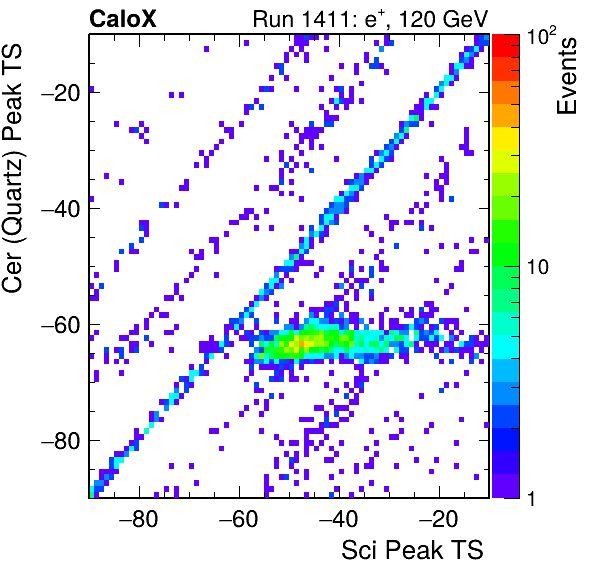 CaloX Run 1411: e⁺, 120 GeV
Cer (Quartz) Peak TS
−20
−40
−60
−80
−80 −60 −40 −20
Sci Peak TS
10²
10
1
Events